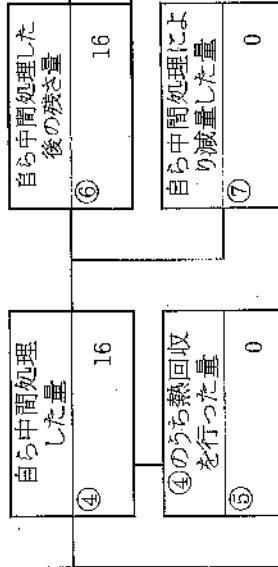 自ら中間処理
した量
④
16
④のうち熱回収
を行った量
⑤
0
自ら中間処理した
後の残さ量
⑥
16
自ら中間処理によ
り減量した量
⑦
0